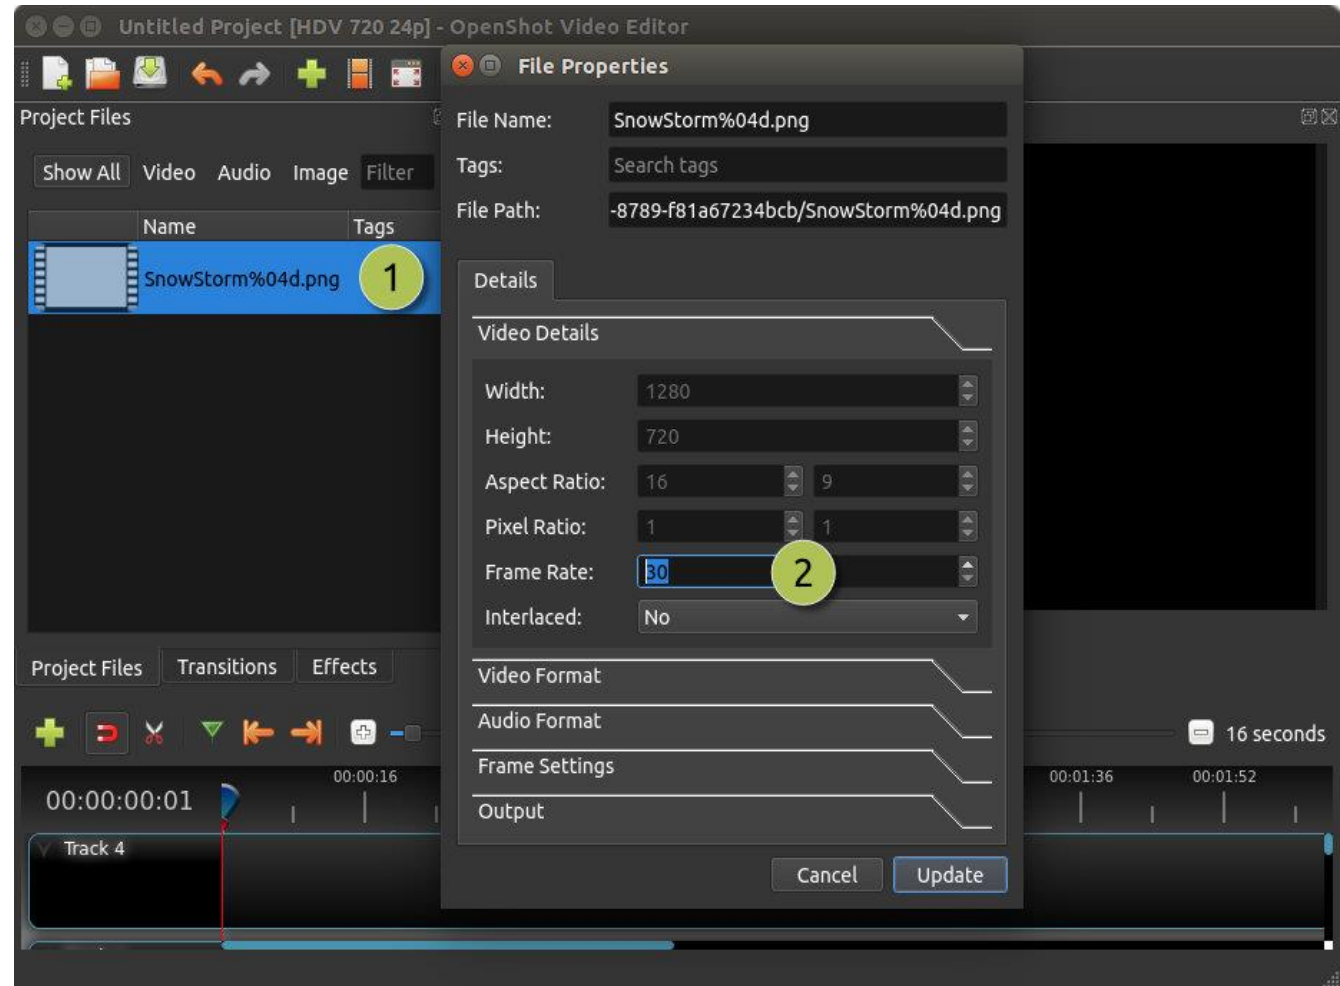 Untitled Project [HDV 720 24p] - OpenShot Video Editor
File Properties
Project Files
Show All Video Audio Image Filter
Name Tags
SnowStorm%04d.png 1
File Name: SnowStorm%04d.png
Tags: Search tags
File Path: -8789-f81a67234bcb/SnowStorm%04d.png
Details
Video Details
Width: 1280
Height: 720
Aspect Ratio: 16 9
Pixel Ratio: 1 1
Frame Rate: 30 2
Interlaced: No
Video Format
Audio Format
Frame Settings
Output
Cancel Update
Project Files Transitions Effects
16 seconds
00:00:00:01 00:00:16 00:01:36 00:01:52
Track 4